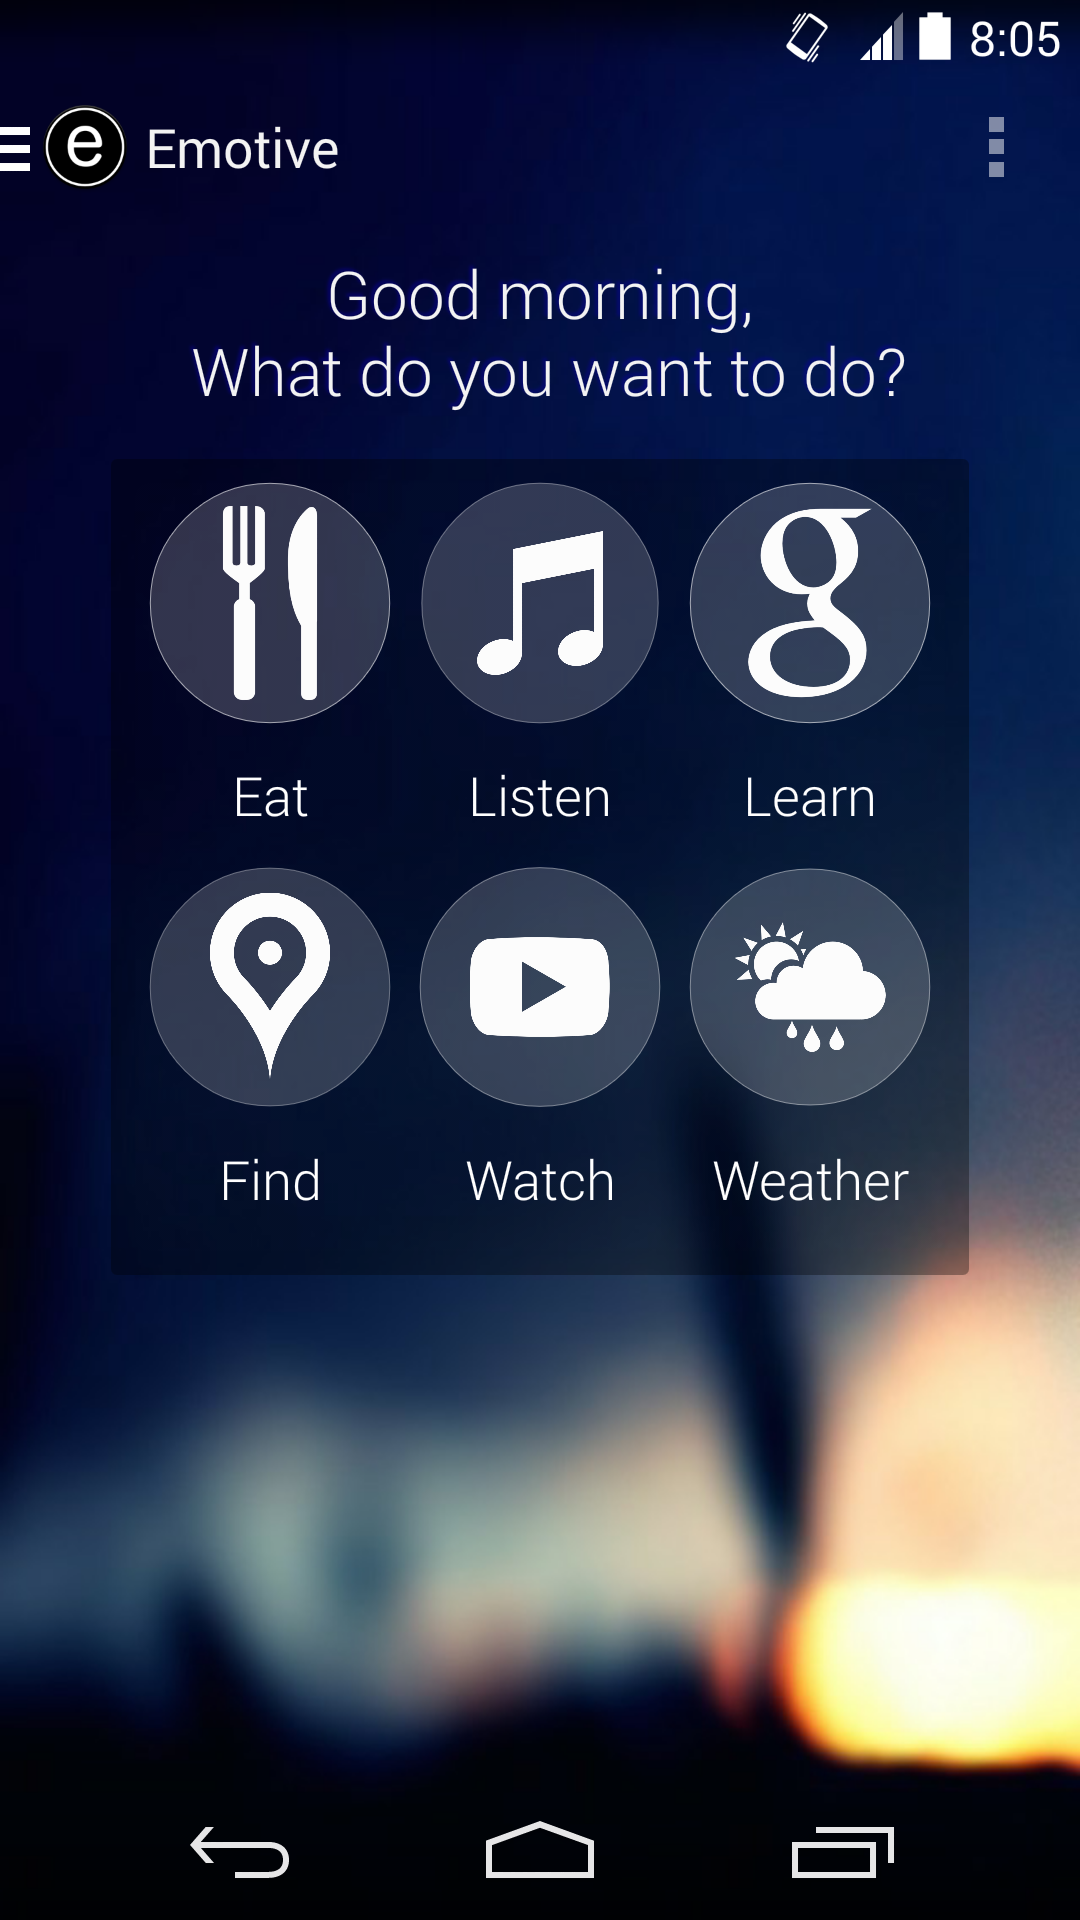 8:05
e Emotive
Good morning,
What do you want to do?
g
Eat Listen Learn
Find Watch Weather